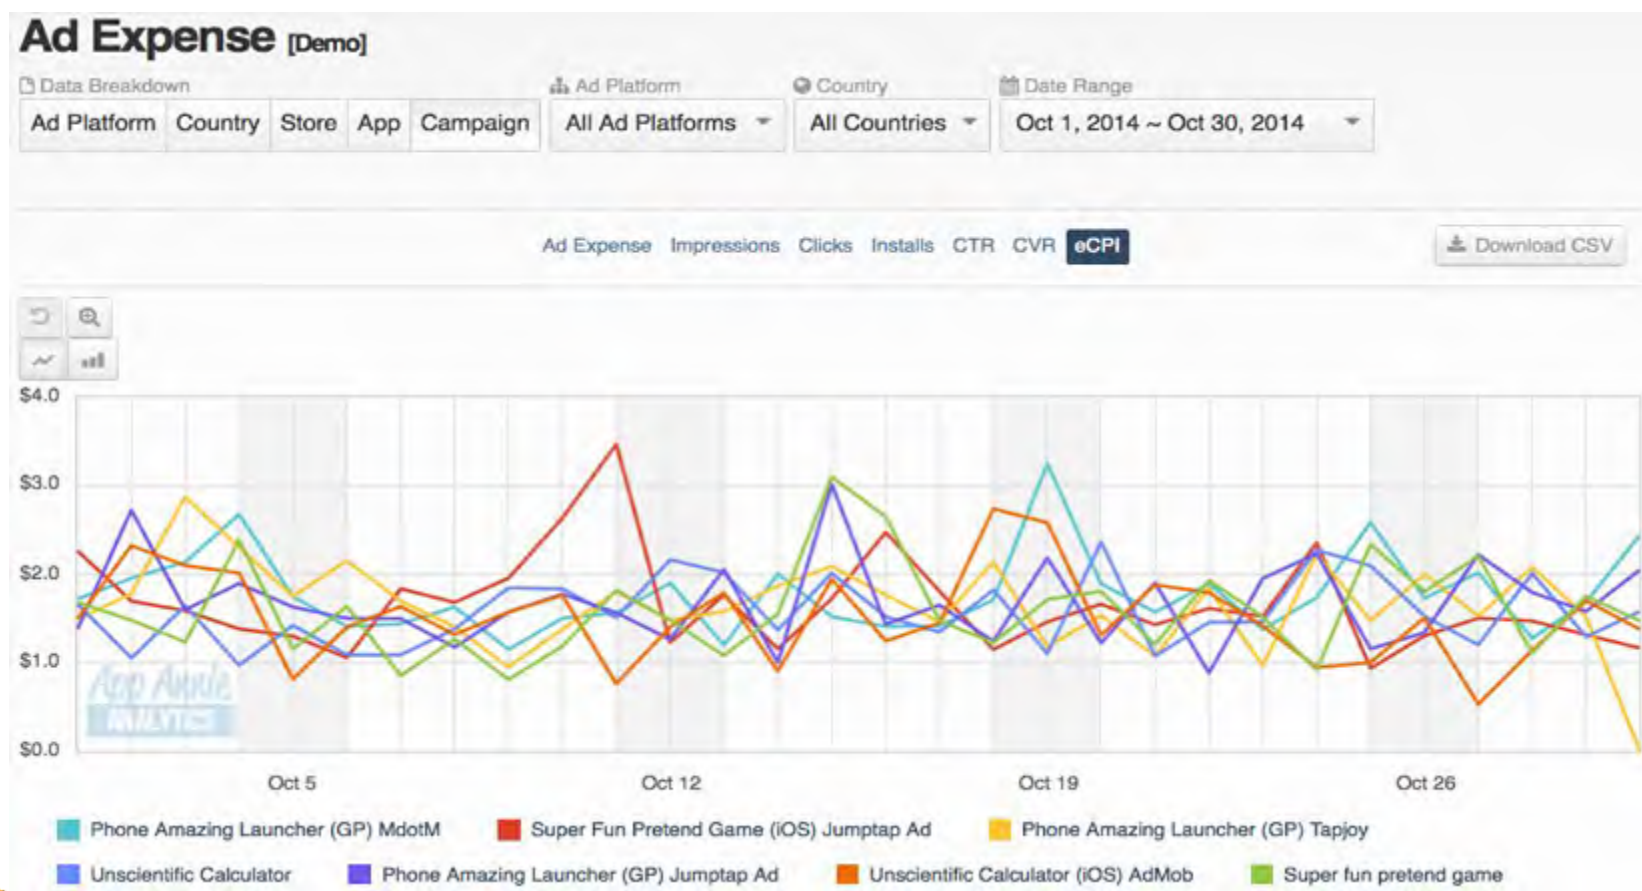 Ad Expense [Demo]
Data Breakdown
Ad Platform
Country
Date Range
Ad Platform Country Store App Campaign
All Ad Platforms
All Countries
Oct 1, 2014 ~ Oct 30, 2014
Ad Expense Impressions Clicks Installs CTR CVR eCPI
Download CSV
$4.0
$3.0
$2.0
$1.0
$0.0
App Annie
ANALYTICS
Oct 5
Oct 12
Oct 19
Oct 26
Phone Amazing Launcher (GP) MdotM
Super Fun Pretend Game (iOS) Jumptap Ad
Phone Amazing Launcher (GP) Tapjoy
Unscientific Calculator
Phone Amazing Launcher (GP) Jumptap Ad
Unscientific Calculator (iOS) AdMob
Super fun pretend game